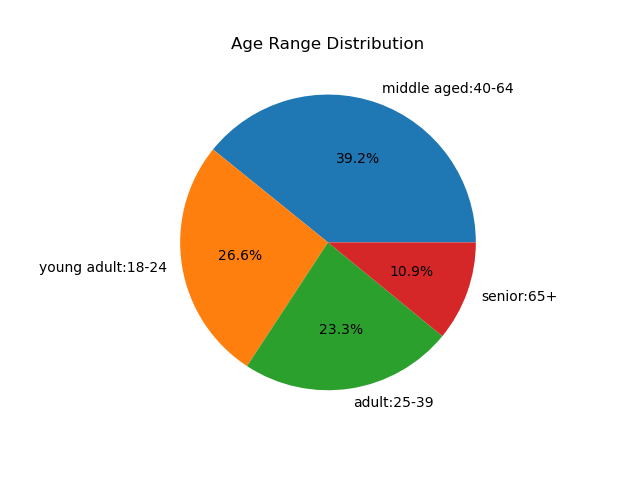 Age Range Distribution
middle aged:40-64
39.2%
young adult:18-24
26.6%
10.9%
senior:65+
23.3%
adult:25-39